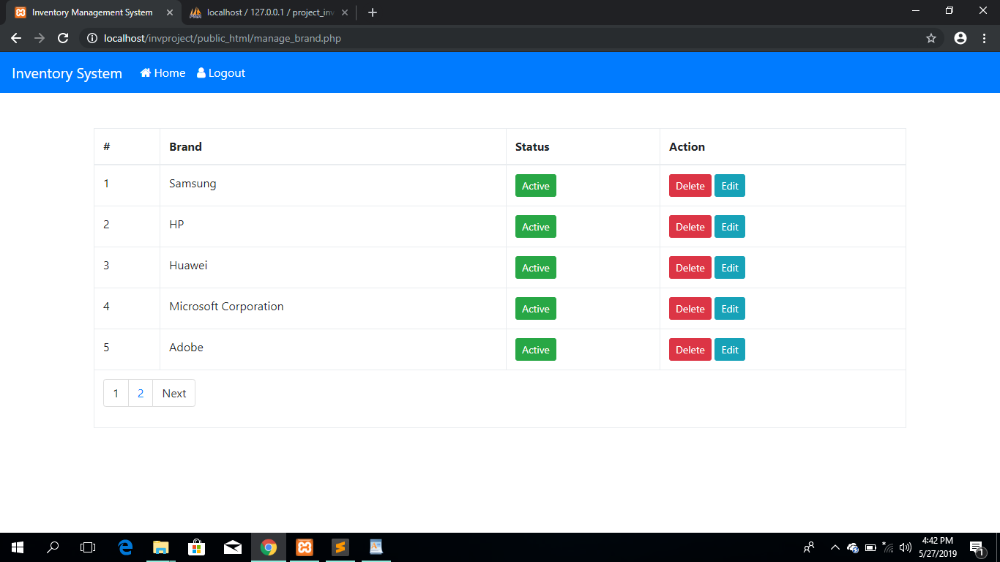 Inventory Management System
localhost / 127.0.0.1 / project_inv
localhost/invproject/public_html/manage_brand.php
Inventory System Home Logout
# Brand Status Action
1 Samsung Active Delete Edit
2 HP Active Delete Edit
3 Huawei Active Delete Edit
4 Microsoft Corporation Active Delete Edit
5 Adobe Active Delete Edit
1 2 Next
4:42 PM
5/27/2019
1